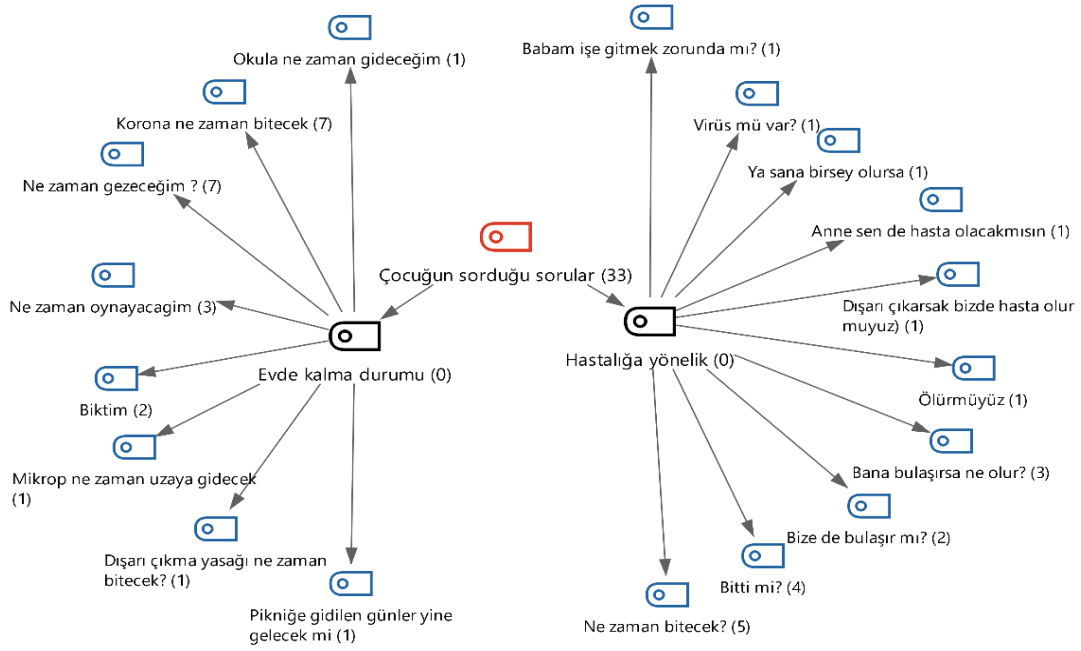 Okula ne zaman gideceğim (1)
Korona ne zaman bitecek (7)
Ne zaman gezeceğim ? (7)
Ne zaman oynayacagim (3)
Biktim (2)
Mikrop ne zaman uzaya gidecek
(1)
Dışarı çıkma yasağı ne zaman
bitecek? (1)
Pikniğe gidilen günler yine
gelecek mi (1)
Evde kalma durumu (0)
Çocuğun sorduğu sorular (33)
Hastalığa yönelik (0)
Babam işe gitmek zorunda mı? (1)
Virüs mü var? (1)
Ya sana birsey olursa (1)
Anne sen de hasta olacakmısın (1)
Dışarı çıkarsak bizde hasta olur
muyuz) (1)
Ölürmüyüz (1)
Bana bulaşırsa ne olur? (3)
Bize de bulaşır mı? (2)
Bitti mi? (4)
Ne zaman bitecek? (5)